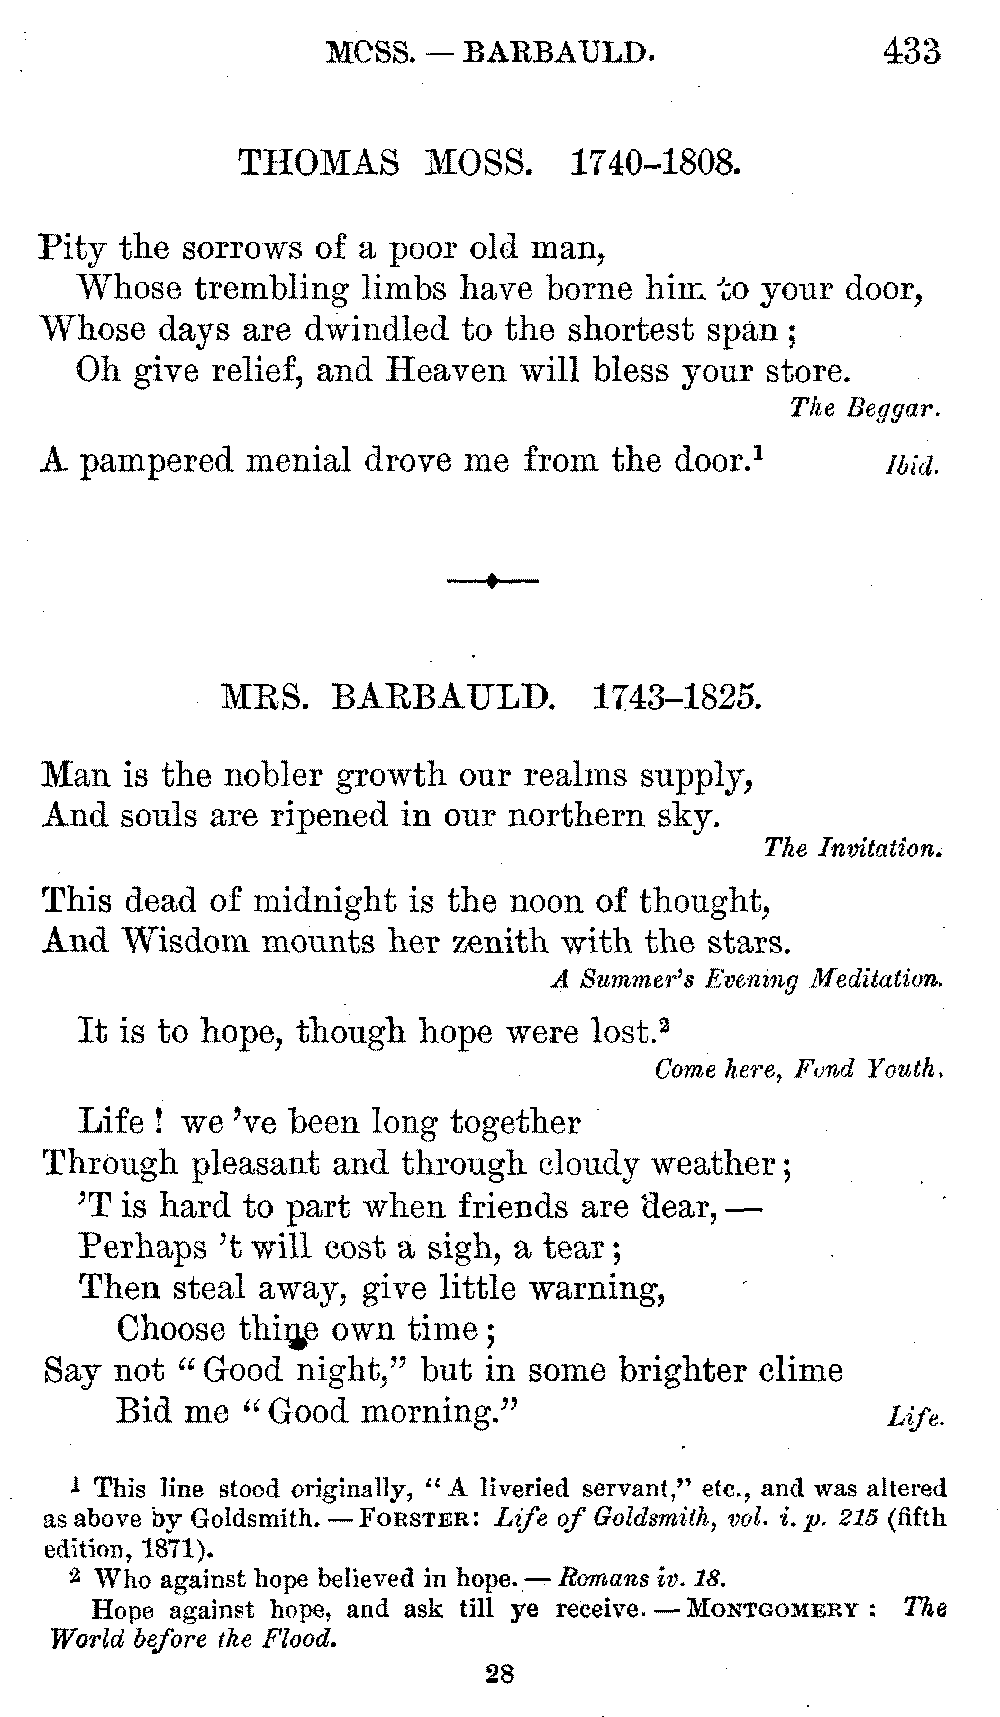 MOSS. — BARBAULD. 433
THOMAS MOSS. 1740–1808.
Pity the sorrows of a poor old man,
Whose trembling limbs have borne him to your door,
Whose days are dwindled to the shortest span;
Oh give relief, and Heaven will bless your store.
The Beggar.
A pampered menial drove me from the door.¹ Ibid.
MRS. BARBAULD. 1743–1825.
Man is the nobler growth our realms supply,
And souls are ripened in our northern sky.
The Invitation.
This dead of midnight is the noon of thought,
And Wisdom mounts her zenith with the stars.
A Summer's Evening Meditation.
It is to hope, though hope were lost.²
Come here, Fond Youth.
Life! we 've been long together
Through pleasant and through cloudy weather;
'T is hard to part when friends are dear, —
Perhaps 't will cost a sigh, a tear;
Then steal away, give little warning,
Choose thine own time;
Say not "Good night," but in some brighter clime
Bid me "Good morning." Life.
¹ This line stood originally, "A liveried servant," etc., and was altered
as above by Goldsmith. — FORSTER: Life of Goldsmith, vol. i. p. 215 (fifth
edition, 1871).
² Who against hope believed in hope. — Romans iv. 18.
Hope against hope, and ask till ye receive. — MONTGOMERY: The
World before the Flood.
28